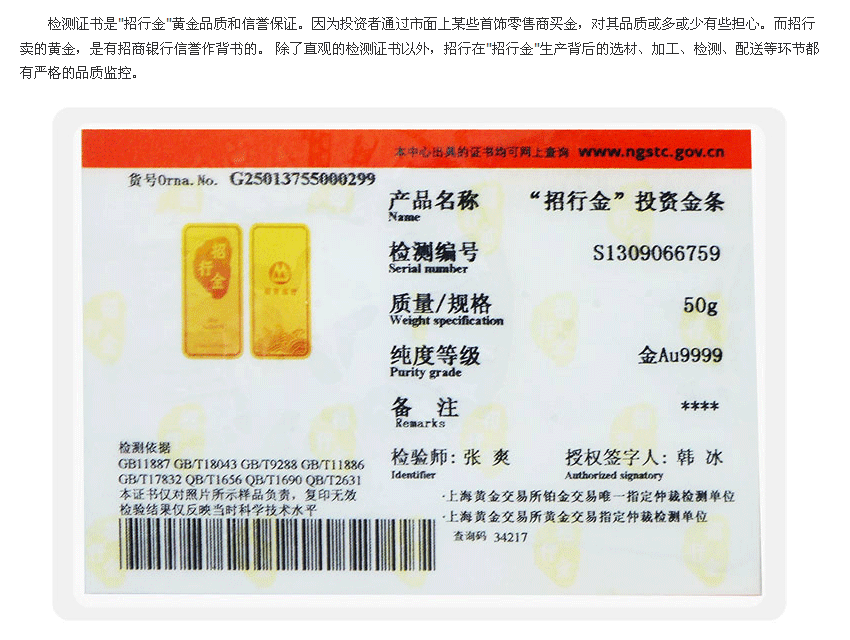 检测证书是"招行金"黄金品质和信誉保证。因为投资者通过市面上某些首饰零售商买金，对其品质或多或少有些担心。而招行
卖的黄金，是有招商银行信誉作背书的。 除了直观的检测证书以外，招行在"招行金"生产背后的选材、加工、检测、配送等环节都
有严格的品质监控。
本中心出具的证书均可网上查询 www.ngstc.gov.cn
货号Orna.No. G25013755000299
招行金
产品名称 “招行金”投资金条
Name
检测编号 S1309066759
Serial number
质量/规格 50g
Weight specification
纯度等级 金Au9999
Purity grade
备 注 ****
Remarks
检测依据
GB11887 GB/T18043 GB/T9288 GB/T11886
GB/T17832 QB/T1656 QB/T1690 QB/T2631
本证书仅对照片所示样品负责，复印无效
检验结果仅反映当时科学技术水平
检验师: 张 爽 授权签字人: 韩 冰
Identifier Authorized signatory
·上海黄金交易所铂金交易唯一指定仲裁检测单位
·上海黄金交易所黄金交易指定仲裁检测单位
查询码 34217